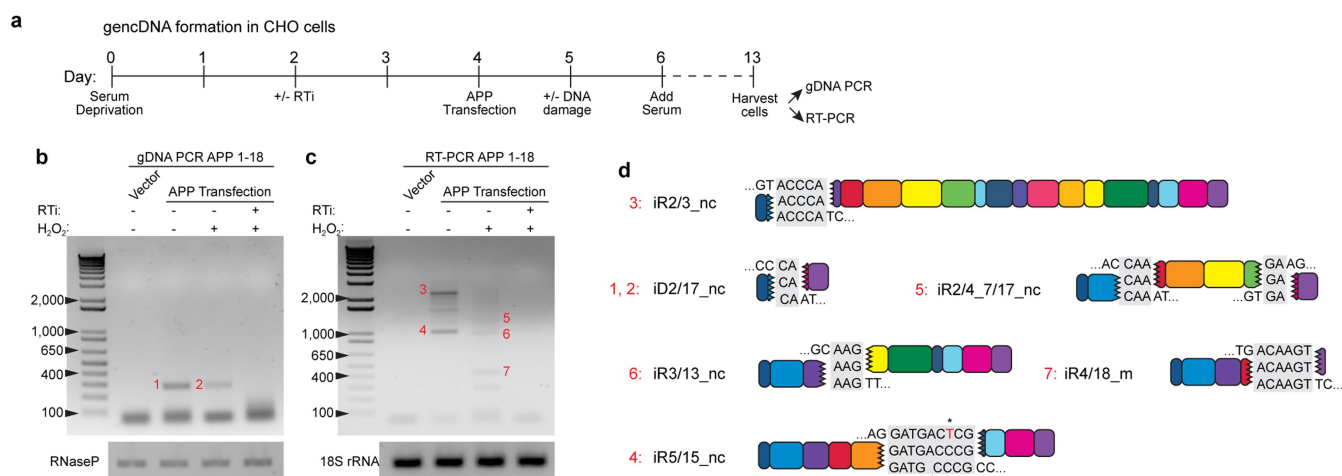 a
gencDNA formation in CHO cells
Day:
0 1 2 3 4 5 6 13
Serum Deprivation
+/- RTi
APP Transfection
+/- DNA damage
Add Serum
Harvest cells
gDNA PCR
RT-PCR
b
gDNA PCR APP 1-18
Vector
APP Transfection
RTi: - - - +
H₂O₂: - - + +
2,000
1,000
650
400
100
1
2
RNaseP
c
RT-PCR APP 1-18
Vector
APP Transfection
RTi: - - - +
H₂O₂: - - + +
2,000
1,000
650
400
100
3
4
5
6
7
18S rRNA
d
3: iR2/3_nc
...GT ACCCA
ACCCA
ACCCA TC...
1, 2: iD2/17_nc
...CC CA
CA
CA AT...
5: iR2/4_7/17_nc
...AC CAA
CAA
CAA AT...
GA AG...
GA
...GT GA
6: iR3/13_nc
...GC AAG
AAG
AAG TT...
7: iR4/18_m
...TG ACAAGT
ACAAGT
ACAAGT TC...
4: iR5/15_nc
*
...AG GATGACTCG
GATGACCCG
GATG CCCG CC...